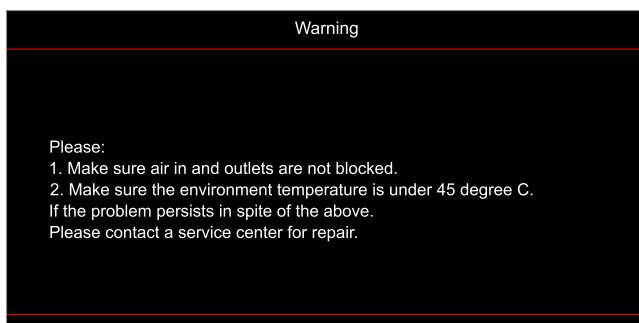 Warning
Please:
1. Make sure air in and outlets are not blocked.
2. Make sure the environment temperature is under 45 degree C.
If the problem persists in spite of the above.
Please contact a service center for repair.